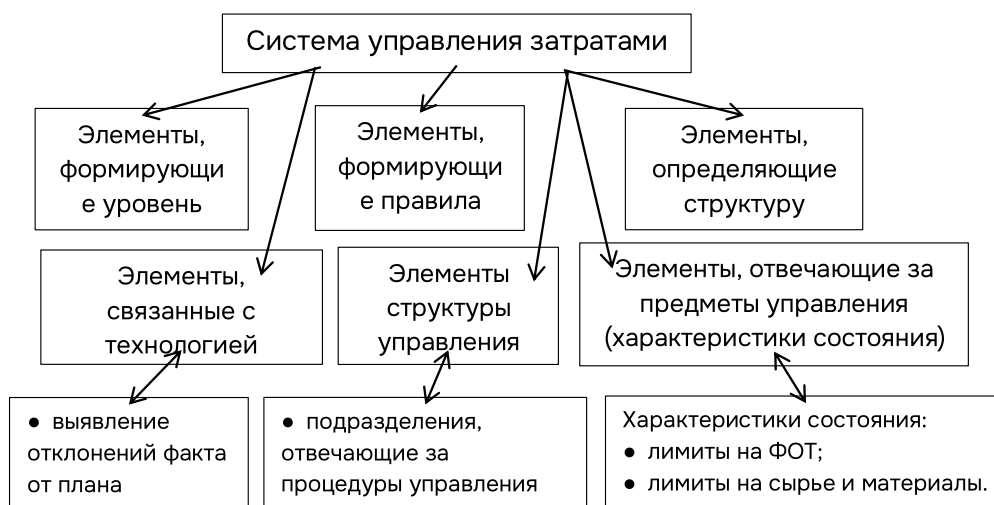 Система управления затратами
Элементы,
формирующи
е уровень
Элементы,
формирующи
е правила
Элементы,
определяющие
структуру
Элементы,
связанные с
технологией
Элементы
структуры
управления
Элементы, отвечающие за
предметы управления
(характеристики состояния)
● выявление
отклонений факта
от плана
● подразделения,
отвечающие за
процедуры управления
Характеристики состояния:
● лимиты на ФОТ;
● лимиты на сырье и материалы.